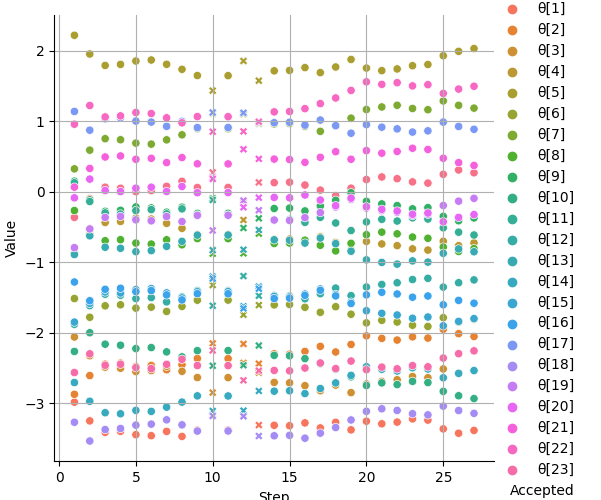 2
1
0
−1
−2
−3
Value
0
5
10
15
20
25
Step
θ[1]
θ[2]
θ[3]
θ[4]
θ[5]
θ[6]
θ[7]
θ[8]
θ[9]
θ[10]
θ[11]
θ[12]
θ[13]
θ[14]
θ[15]
θ[16]
θ[17]
θ[18]
θ[19]
θ[20]
θ[21]
θ[22]
θ[23]
Accepted